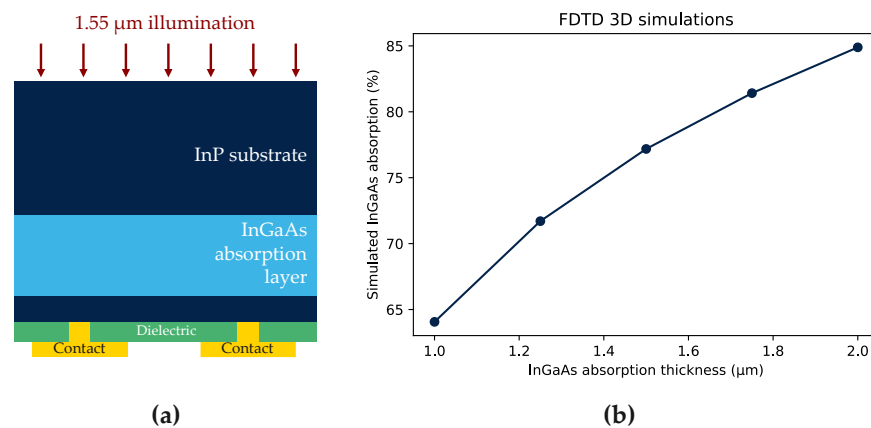 1.55 µm illumination
InP substrate
InGaAs
absorption
layer
Dielectric
Contact
Contact
(a)
FDTD 3D simulations
Simulated InGaAs absorption (%)
85
80
75
70
65
1.0
1.2
1.4
1.6
1.8
2.0
InGaAs absorption thickness (µm)
(b)